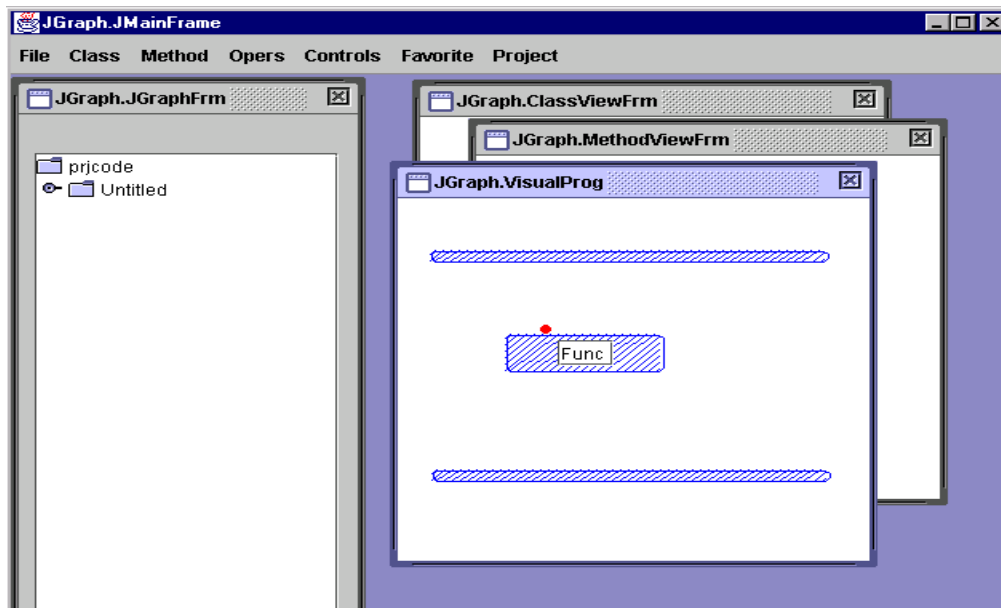 JGraph.JMainFrame
File Class Method Opers Controls Favorite Project
JGraph.JGraphFrm
prjcode
Untitled
JGraph.ClassViewFrm
JGraph.MethodViewFrm
JGraph.VisualProg
Func